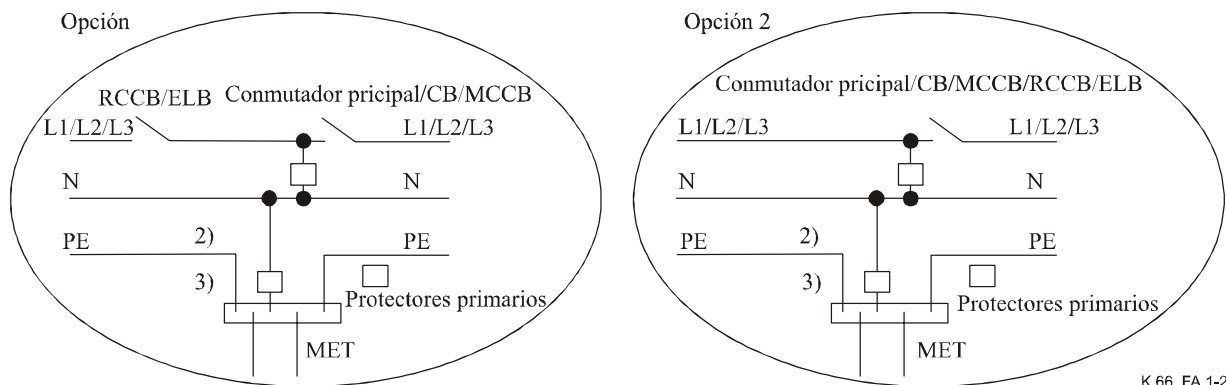 Opción
RCCB/ELB
Conmutador pricipal/CB/MCCB
L1/L2/L3
L1/L2/L3
N
N
PE
2)
PE
3)
Protectores primarios
MET
Opción 2
Conmutador pricipal/CB/MCCB/RCCB/ELB
L1/L2/L3
L1/L2/L3
N
N
PE
2)
PE
3)
Protectores primarios
MET
K.66_FA.1-2